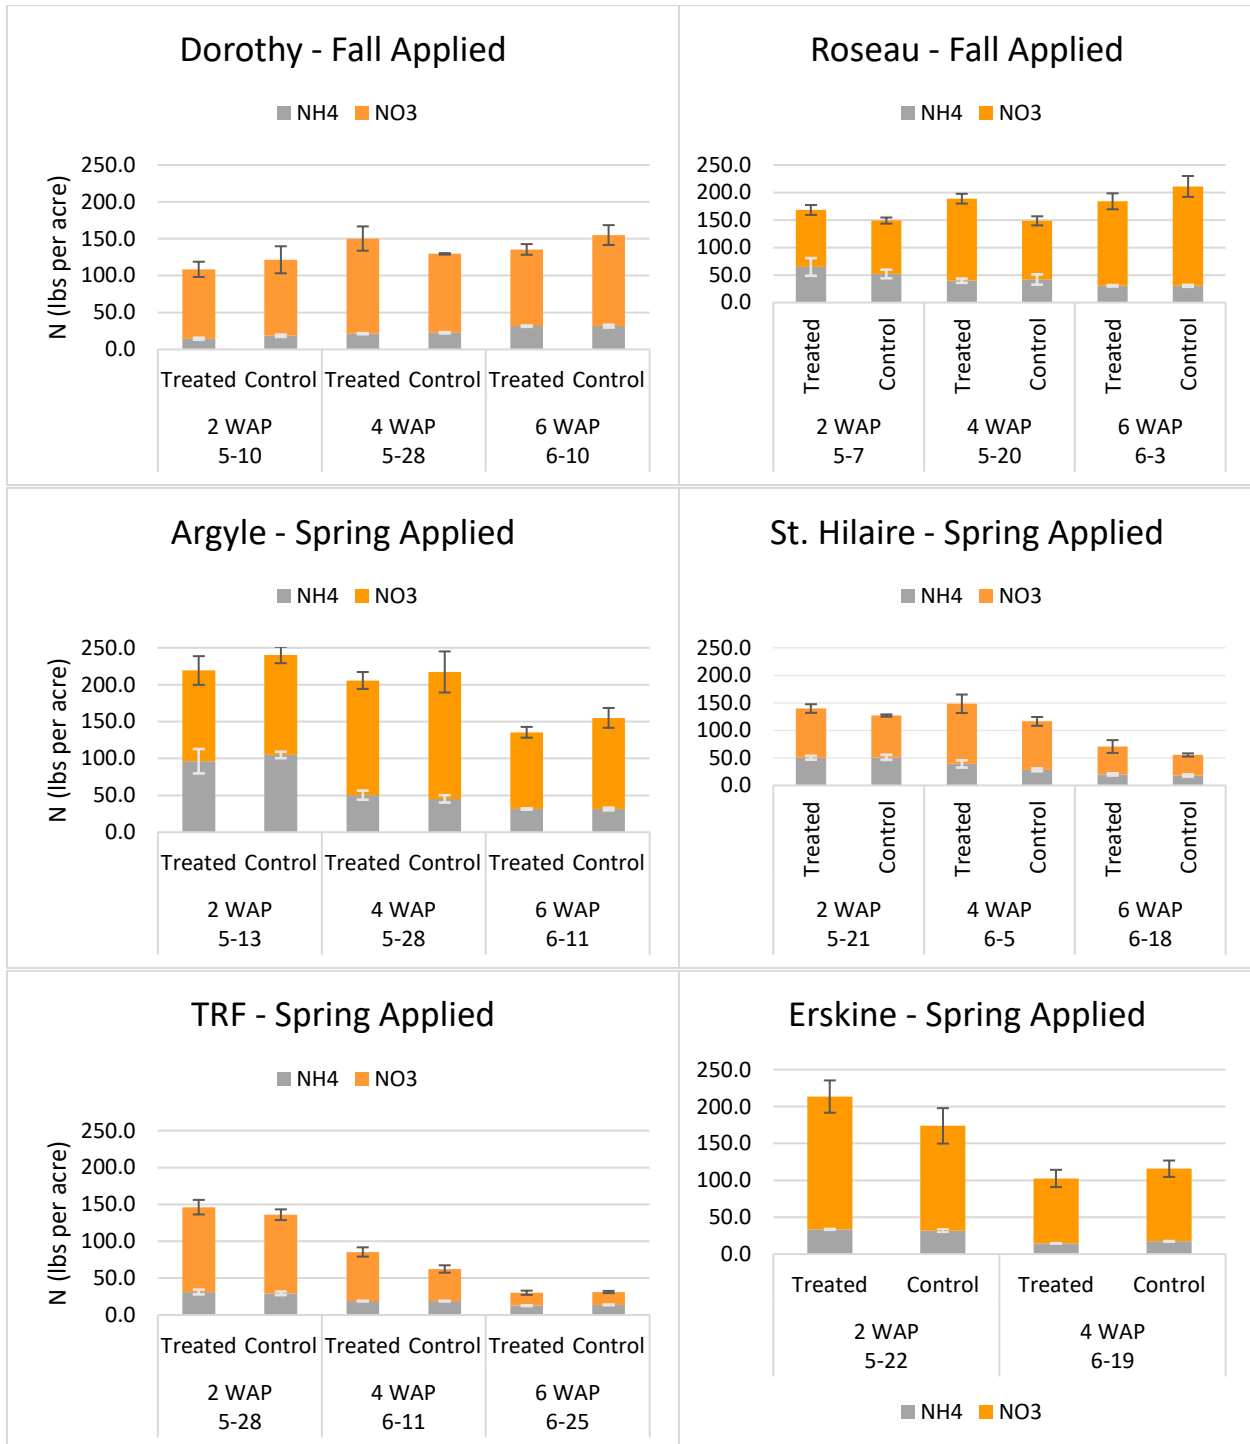 Dorothy - Fall Applied
NH4 NO3
N (lbs per acre)
250.0
200.0
150.0
100.0
50.0
0.0
Treated Control Treated Control Treated Control
2 WAP 4 WAP 6 WAP
5-10 5-28 6-10
Roseau - Fall Applied
NH4 NO3
250.0
200.0
150.0
100.0
50.0
0.0
Treated Control Treated Control Treated Control
2 WAP 4 WAP 6 WAP
5-7 5-20 6-3
Argyle - Spring Applied
NH4 NO3
N (lbs per acre)
250.0
200.0
150.0
100.0
50.0
0.0
Treated Control Treated Control Treated Control
2 WAP 4 WAP 6 WAP
5-13 5-28 6-11
St. Hilaire - Spring Applied
NH4 NO3
250.0
200.0
150.0
100.0
50.0
0.0
Treated Control Treated Control Treated Control
2 WAP 4 WAP 6 WAP
5-21 6-5 6-18
TRF - Spring Applied
NH4 NO3
N (lbs per acre)
250.0
200.0
150.0
100.0
50.0
0.0
Treated Control Treated Control Treated Control
2 WAP 4 WAP 6 WAP
5-28 6-11 6-25
Erskine - Spring Applied
250.0
200.0
150.0
100.0
50.0
0.0
Treated Control Treated Control
2 WAP 4 WAP
5-22 6-19
NH4 NO3